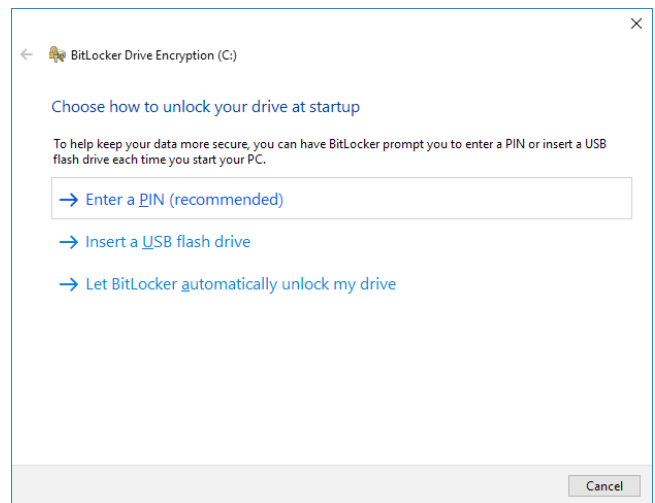 BitLocker Drive Encryption (C:)
Choose how to unlock your drive at startup
To help keep your data more secure, you can have BitLocker prompt you to enter a PIN or insert a USB
flash drive each time you start your PC.
Enter a PIN (recommended)
Insert a USB flash drive
Let BitLocker automatically unlock my drive
Cancel